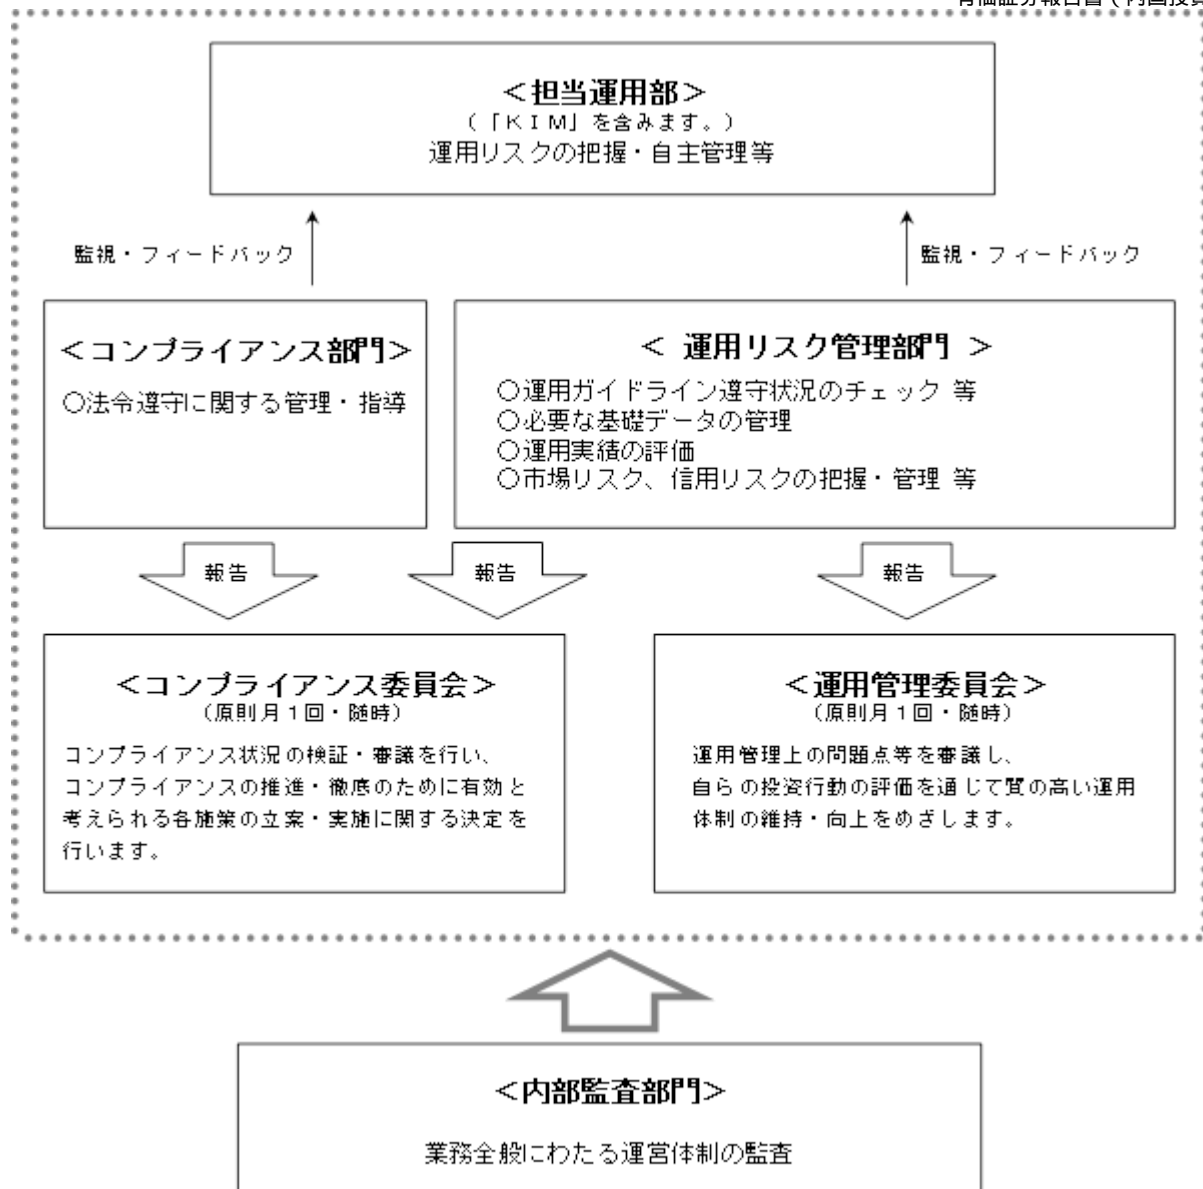 有価証券報告書（内国投資
＜担当運用部＞
（「ＫＩＭ」を含みます。）
運用リスクの把握・自主管理等
監視・フィードバック
監視・フィードバック
＜コンプライアンス部門＞
○法令遵守に関する管理・指導
＜ 運用リスク管理部門 ＞
○運用ガイドライン遵守状況のチェック 等
○必要な基礎データの管理
○運用実績の評価
○市場リスク、信用リスクの把握・管理 等
報告
報告
報告
＜コンプライアンス委員会＞
（原則月１回・随時）
コンプライアンス状況の検証・審議を行い、
コンプライアンスの推進・徹底のために有効と
考えられる各施策の立案・実施に関する決定を
行います。
＜運用管理委員会＞
（原則月１回・随時）
運用管理上の問題点等を審議し、
自らの投資行動の評価を通じて質の高い運用
体制の維持・向上をめざします。
＜内部監査部門＞
業務全般にわたる運営体制の監査